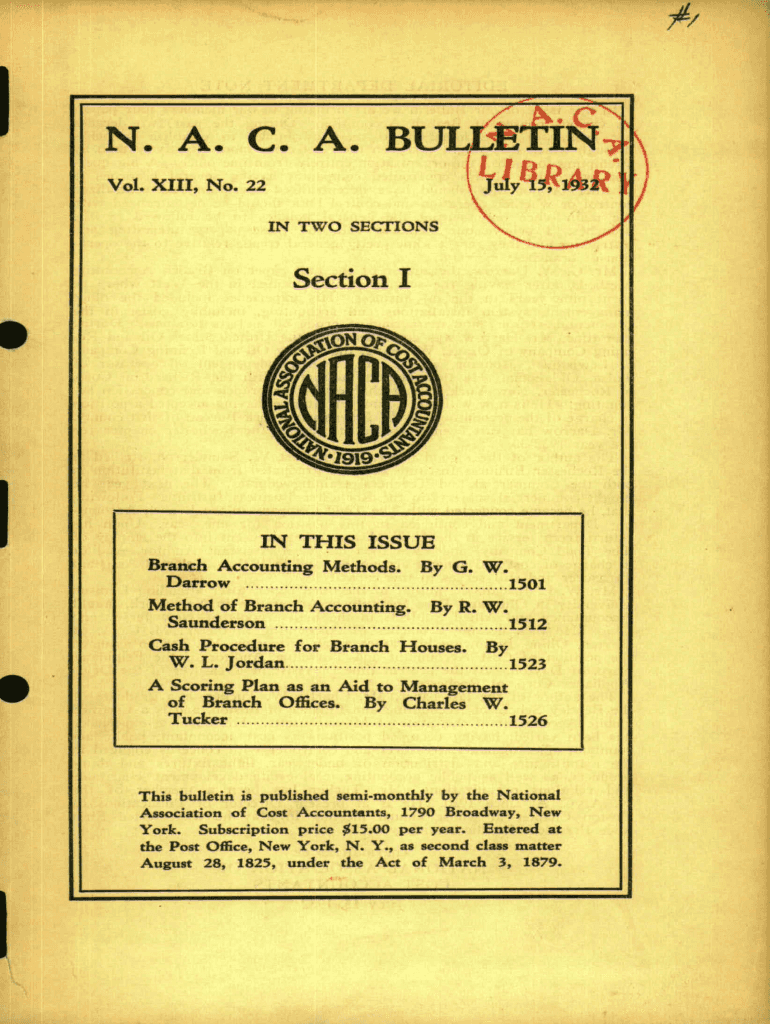 #1
N. A. C. A. BULLETIN
N. A. C. A.
LIBRARY
Vol. XIII, No. 22 July 15, 1932
IN TWO SECTIONS
Section I
NATIONAL ASSOCIATION OF COST ACCOUNTANTS
NACA
·1919·
IN THIS ISSUE
Branch Accounting Methods. By G. W.
Darrow ................................................1501
Method of Branch Accounting. By R. W.
Saunderson ..........................................1512
Cash Procedure for Branch Houses. By
W. L. Jordan........................................1523
A Scoring Plan as an Aid to Management
of Branch Offices. By Charles W.
Tucker .................................................1526
This bulletin is published semi-monthly by the National
Association of Cost Accountants, 1790 Broadway, New
York. Subscription price $15.00 per year. Entered at
the Post Office, New York, N. Y., as second class matter
August 28, 1825, under the Act of March 3, 1879.